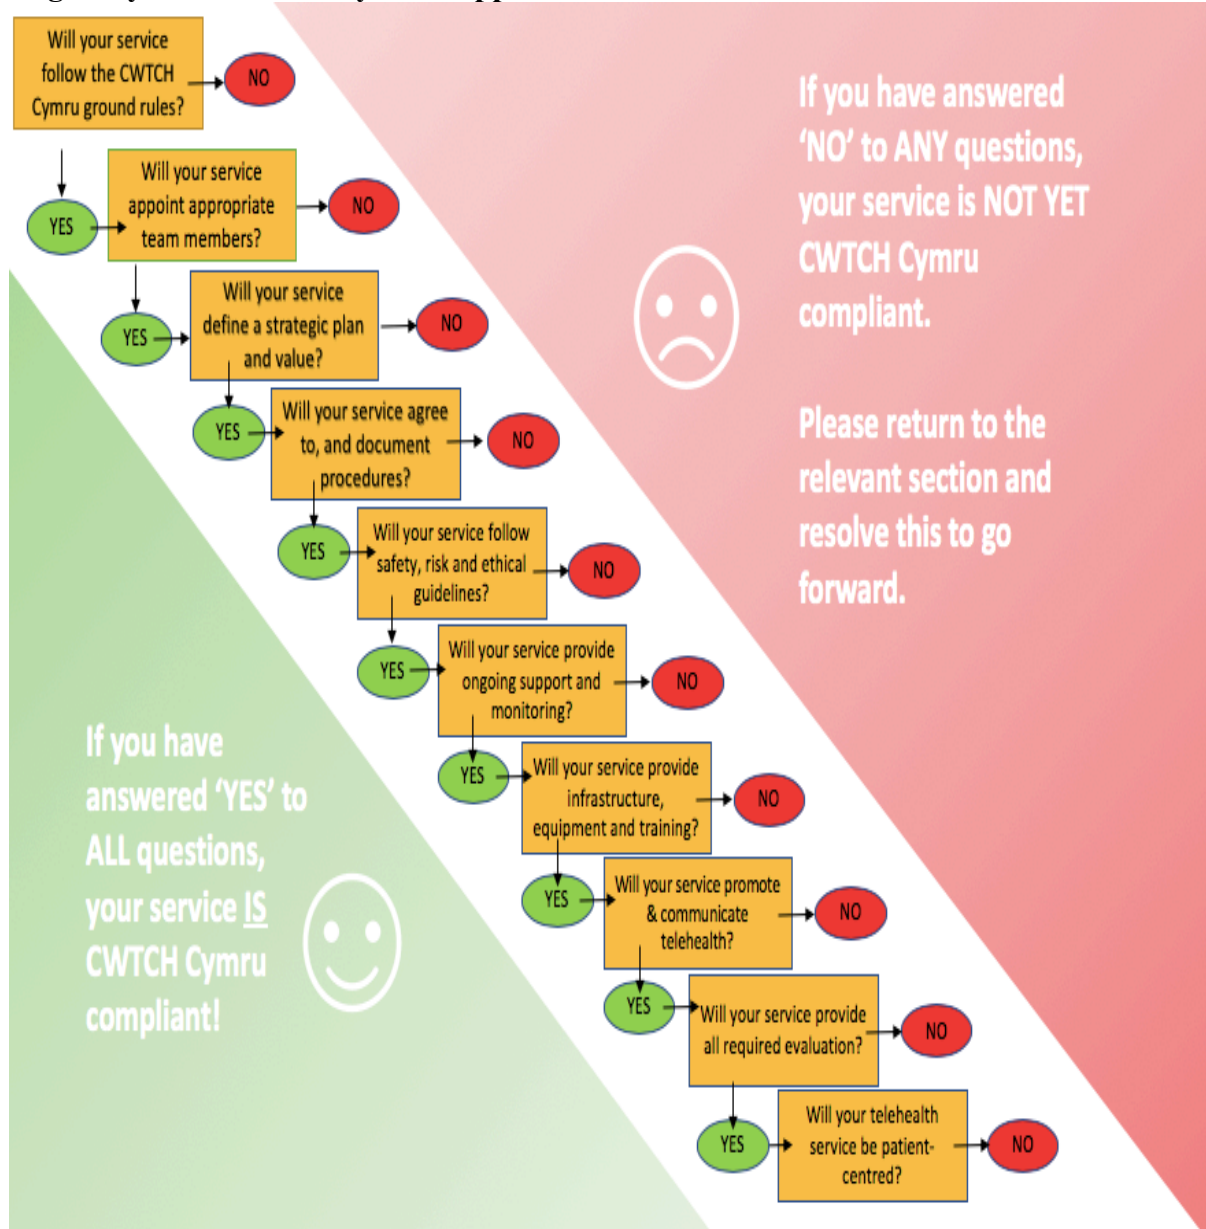 Will your service
follow the CWTCH
Cymru ground rules?
NO
YES
Will your service
appoint appropriate
team members?
NO
YES
Will your service
define a strategic plan
and value?
NO
YES
Will your service agree
to, and document
procedures?
NO
YES
Will your service follow
safety, risk and ethical
guidelines?
NO
YES
Will your service provide
ongoing support and
monitoring?
NO
YES
Will your service provide
infrastructure,
equipment and training?
NO
YES
Will your service promote
& communicate
telehealth?
NO
YES
Will your service provide
all required evaluation?
NO
YES
Will your telehealth
service be patient-
centred?
NO
If you have answered
‘NO’ to ANY questions,
your service is NOT YET
CWTCH Cymru
compliant.
Please return to the
relevant section and
resolve this to go
forward.
If you have
answered ‘YES’ to
ALL questions,
your service IS
CWTCH Cymru
compliant!